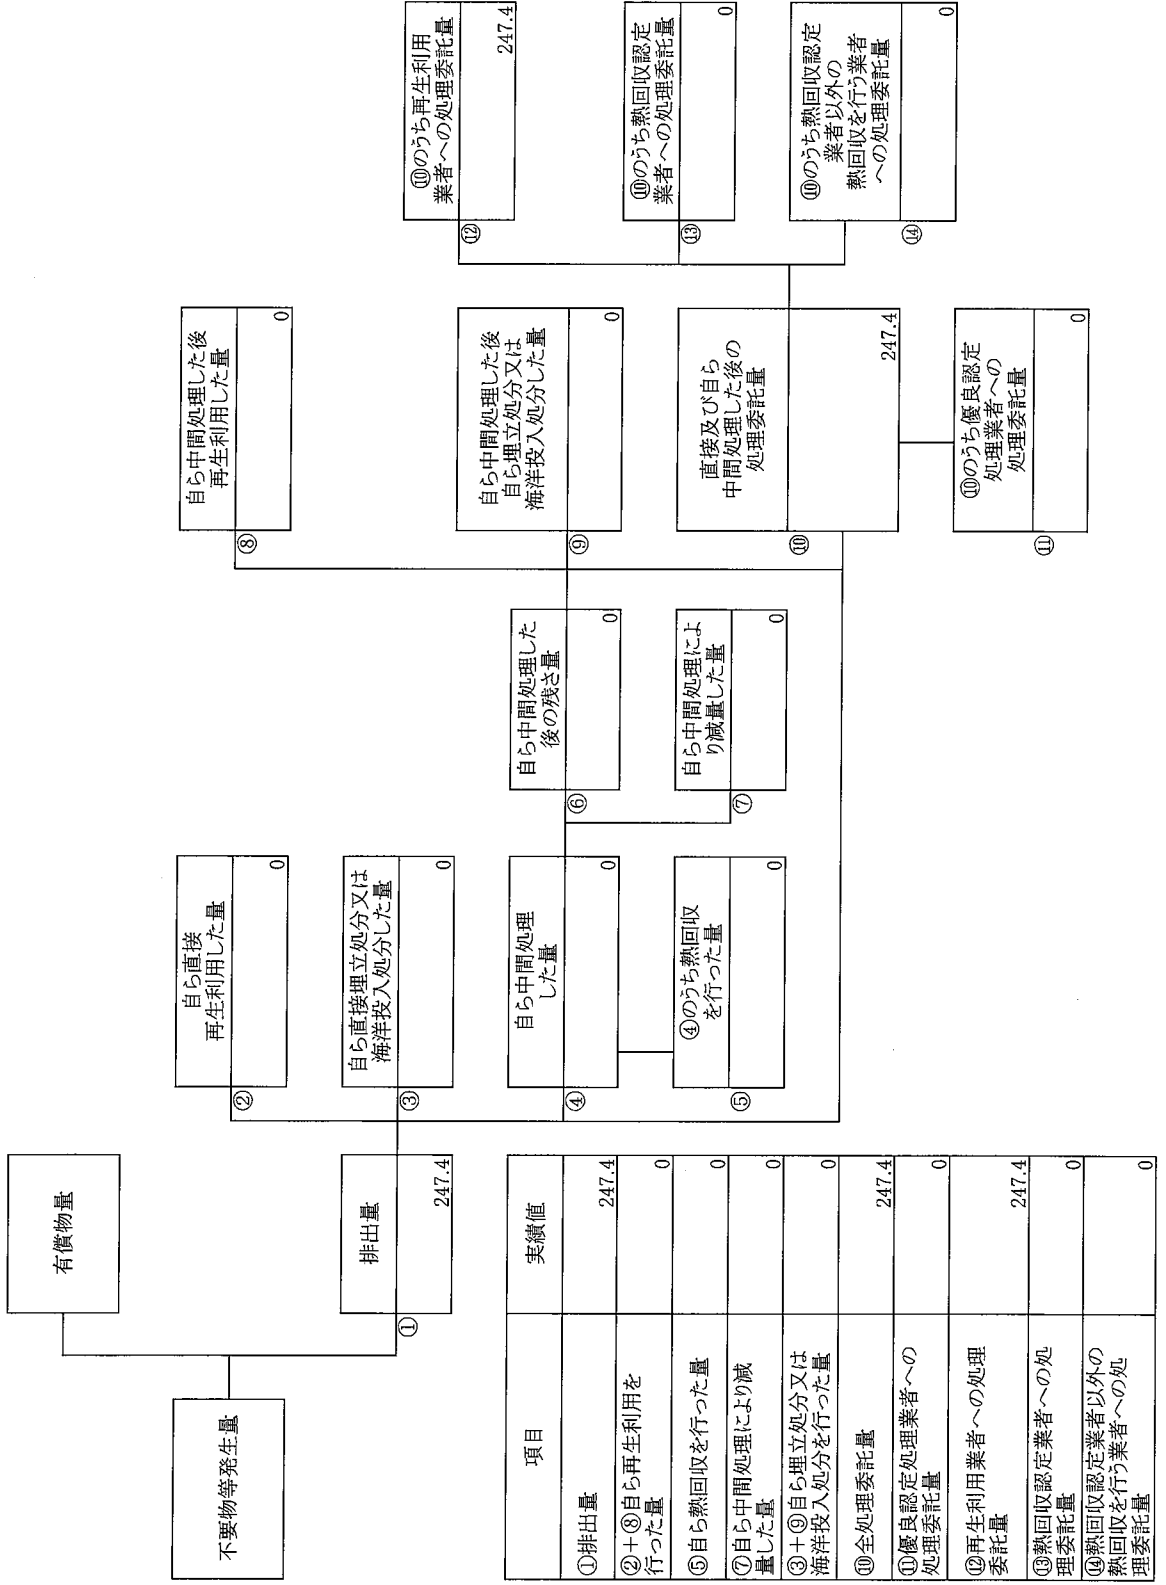 不要物等発生量
有償物量
①
排出量
247.4
②
自ら直接
再生利用した量
0
③
自ら直接埋立処分又は
海洋投入処分した量
0
④
自ら中間処理
した量
0
⑤
④のうち熱回収
を行った量
0
⑥
自ら中間処理した
後の残さ量
0
⑦
自ら中間処理によ
り減量した量
0
⑧
自ら中間処理した後
再生利用した量
0
⑨
自ら中間処理した後
自ら埋立処分又は
海洋投入処分した量
0
⑩
直接及び自ら
中間処理した後の
処理委託量
247.4
⑪
⑩のうち優良認定
処理業者への
処理委託量
0
⑫
⑩のうち再生利用
業者への処理委託量
247.4
⑬
⑩のうち熱回収認定
業者への処理委託量
0
⑭
⑩のうち熱回収認定
業者以外の
熱回収を行う業者
への処理委託量
0
項目 実績値
①排出量 247.4
②+⑧自ら再生利用を
行った量 0
⑤自ら熱回収を行った量 0
⑦自ら中間処理により減
量した量 0
③+⑨自ら埋立処分又は
海洋投入処分を行った量 0
⑩全処理委託量 247.4
⑪優良認定処理業者への
処理委託量 0
⑫再生利用業者への処理
委託量 247.4
⑬熱回収認定業者への処
理委託量 0
⑭熱回収認定業者以外の
熱回収を行う業者への処
理委託量 0